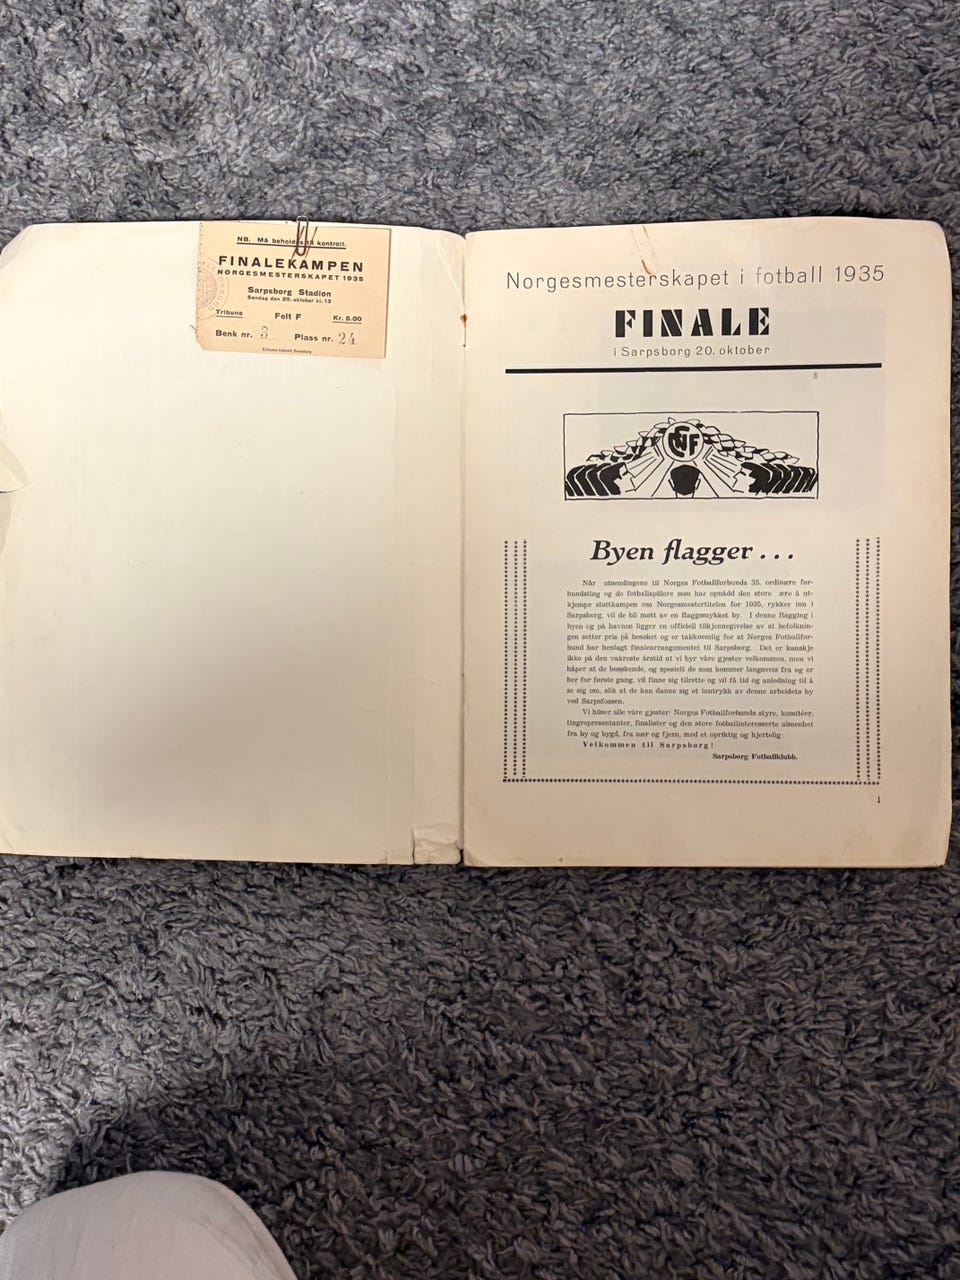 NB. Må beholdes til kontroll.
FINALEKAMPEN
NORGESMESTERSKAPET 1935
Sarpsborg Stadion
Søndag den 20. oktober kl. 13
Tribune Felt F Kr. 5.00
Benk nr. 3 Plass nr. 24
Norgesmesterskapet i fotball 1935
FINALE
i Sarpsborg 20. oktober
NFF
Byen flagger . . .
Når utsendingene til Norges Fotballforbunds 35. ordinære for-
bundsting og de fotballspillere som har opnådd den store ære å ut-
kjempe sluttkampen om Norgesmestertitelen for 1935, rykker inn i
Sarpsborg, vil de bli møtt av en flaggsmykket by. I denne flagging i
byen og på havnen ligger en officiell tilkjennegivelse av at befolknin-
gen setter pris på besøket og er takknemlig for at Norges Fotballfor-
bund har henlagt finalearrangementet til Sarpsborg. Det er kanskje
ikke på den vakreste årstid at vi byr våre gjester velkommen, men vi
håper at de besøkende, og spesielt de som kommer langsveis fra og er
her for første gang, vil finne sig tilrette og vil få tid og anledning til å
se sig om, slik at de kan danne sig et inntrykk av denne arbeidets by
ved Sarpsfossen.
Vi hilser alle våre gjester: Norges Fotballforbunds styre, komitéer,
tingrepresentanter, finalister og den store fotballinteresserte almenhet
fra by og bygd, fra nær og fjern, med et opriktig og hjertelig:
Velkommen til Sarpsborg!
Sarpsborg Fotballklubb.
1